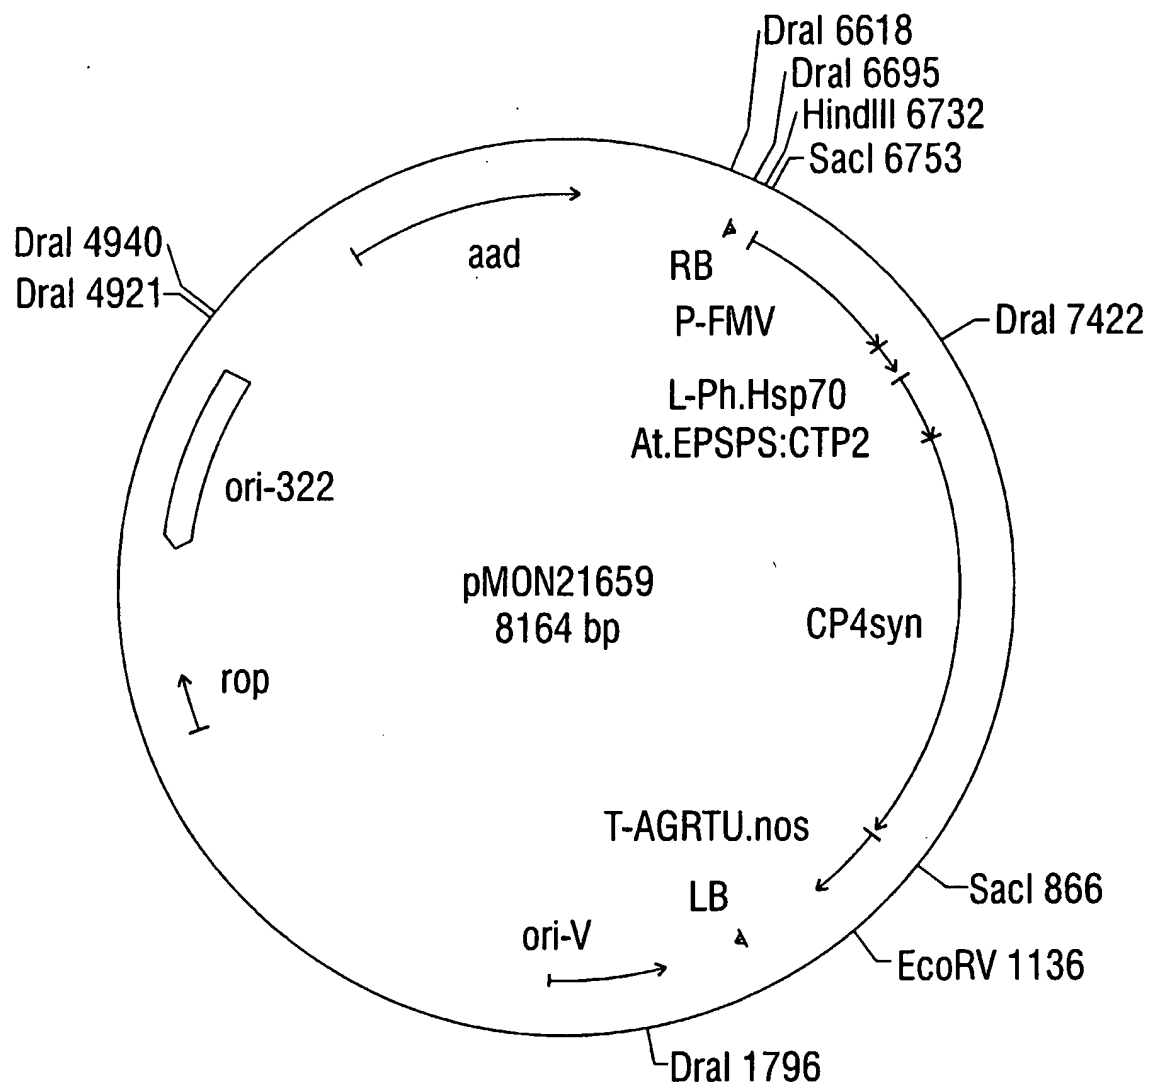 DraI 6618
DraI 6695
HindIII 6732
SacI 6753
DraI 4940
DraI 4921
aad
RB
P-FMV
DraI 7422
L-Ph.Hsp70
At.EPSPS:CTP2
ori-322
pMON21659
8164 bp
CP4syn
rop
T-AGRTU.nos
LB
SacI 866
ori-V
EcoRV 1136
DraI 1796